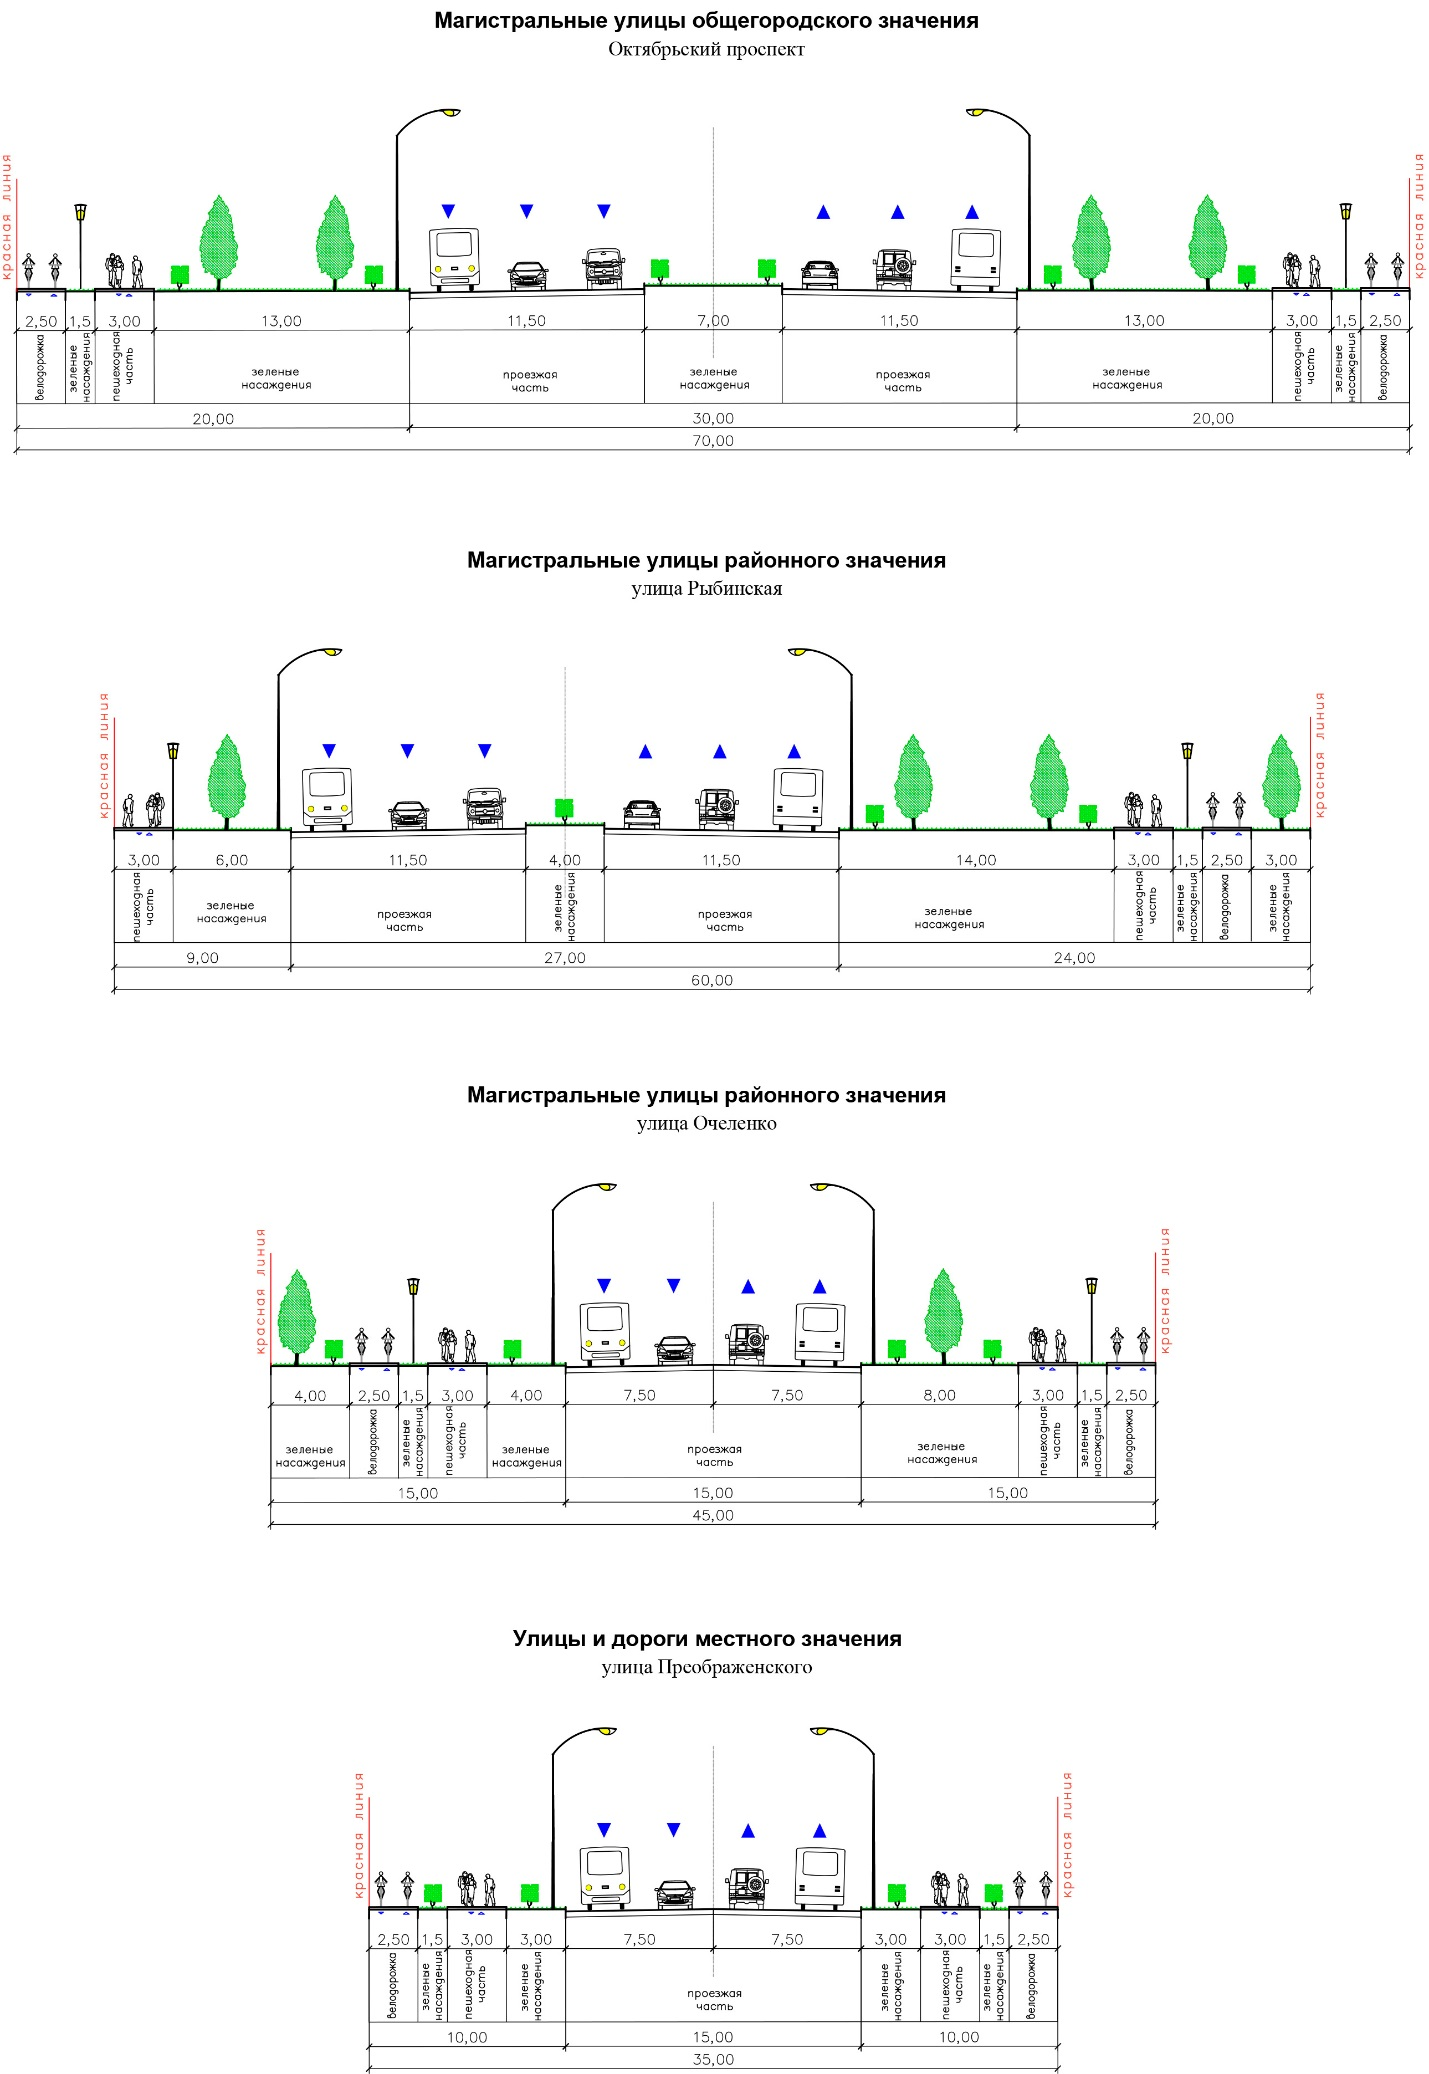 Магистральные улицы общегородского значения
Октябрьский проспект
красная линия
красная линия
2,50
1,5
3,00
13,00
11,50
7,00
11,50
13,00
3,00
1,5
2,50
велодорожка
зеленые
насаждения
пешеходная
часть
зеленые
насаждения
проезжая
часть
зеленые
насаждения
проезжая
часть
зеленые
насаждения
пешеходная
часть
зеленые
насаждения
велодорожка
20,00
30,00
20,00
70,00
Магистральные улицы районного значения
улица Рыбинская
красная линия
красная линия
3,00
6,00
11,50
4,00
11,50
14,00
3,00
1,5
2,50
3,00
пешеходная
часть
зеленые
насаждения
проезжая
часть
зеленые
насаждения
проезжая
часть
зеленые
насаждения
пешеходная
часть
зеленые
насаждения
велодорожка
зеленые
насаждения
9,00
27,00
24,00
60,00
Магистральные улицы районного значения
улица Очеленко
красная линия
красная линия
4,00
2,50
1,5
3,00
4,00
7,50
7,50
8,00
3,00
1,5
2,50
зеленые
насаждения
велодорожка
зеленые
насаждения
пешеходная
часть
зеленые
насаждения
проезжая
часть
зеленые
насаждения
пешеходная
часть
зеленые
насаждения
велодорожка
15,00
15,00
15,00
45,00
Улицы и дороги местного значения
улица Преображенского
красная линия
красная линия
2,50
1,5
3,00
3,00
7,50
7,50
3,00
3,00
1,5
2,50
велодорожка
зеленые
насаждения
пешеходная
часть
зеленые
насаждения
проезжая
часть
зеленые
насаждения
пешеходная
часть
зеленые
насаждения
велодорожка
10,00
15,00
10,00
35,00